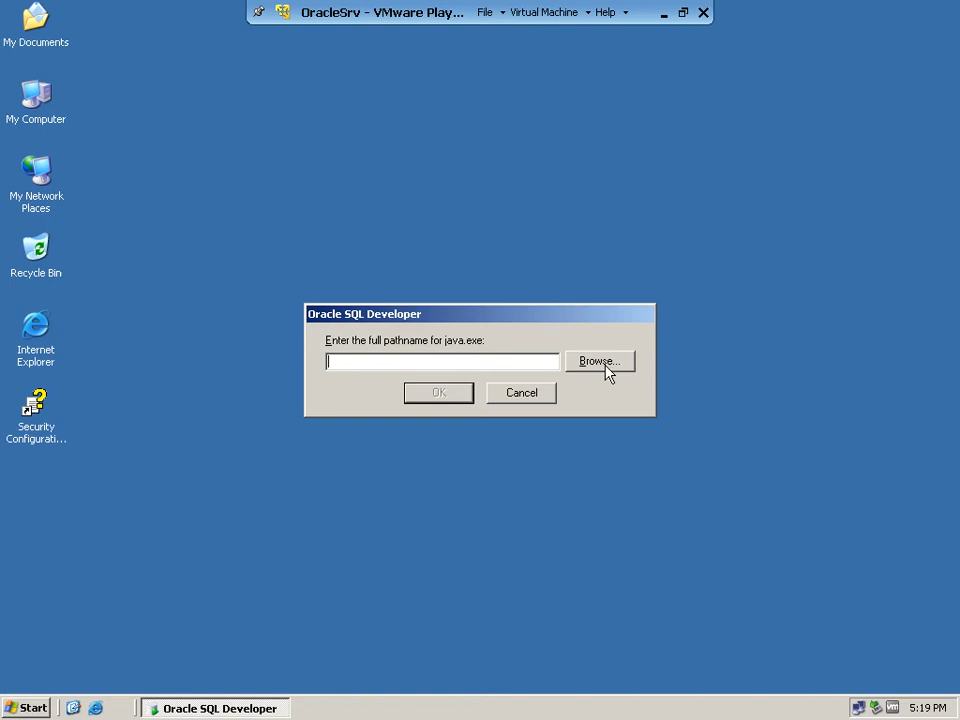 OracleSrv - VMware Play... File Virtual Machine Help
My Documents
My Computer
My Network
Places
Recycle Bin
Internet
Explorer
Security
Configurati...
Oracle SQL Developer
Enter the full pathname for java.exe:
Browse...
OK Cancel
Start Oracle SQL Developer 5:19 PM